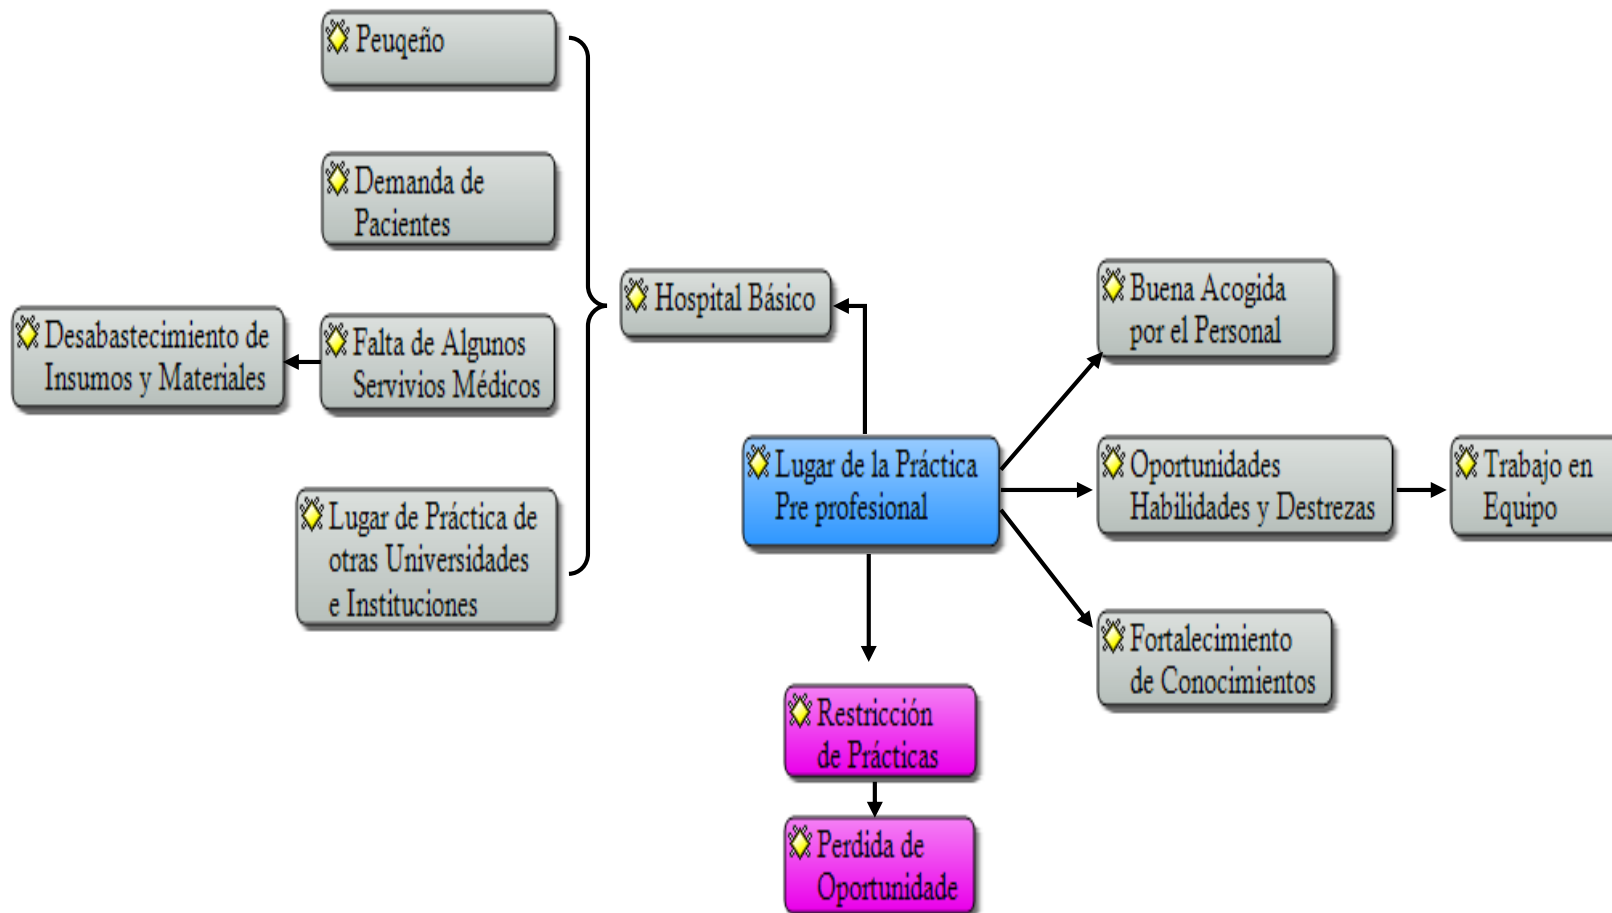 Peuqeño
Demanda de
Pacientes
Hospital Básico
Buena Acogida
por el Personal
Desabastecimiento de
Insumos y Materiales
Falta de Algunos
Servivios Médicos
Lugar de la Práctica
Pre profesional
Oportunidades
Habilidades y Destrezas
Trabajo en
Equipo
Lugar de Práctica de
otras Universidades
e Instituciones
Fortalecimiento
de Conocimientos
Restricción
de Prácticas
Perdida de
Oportunidade